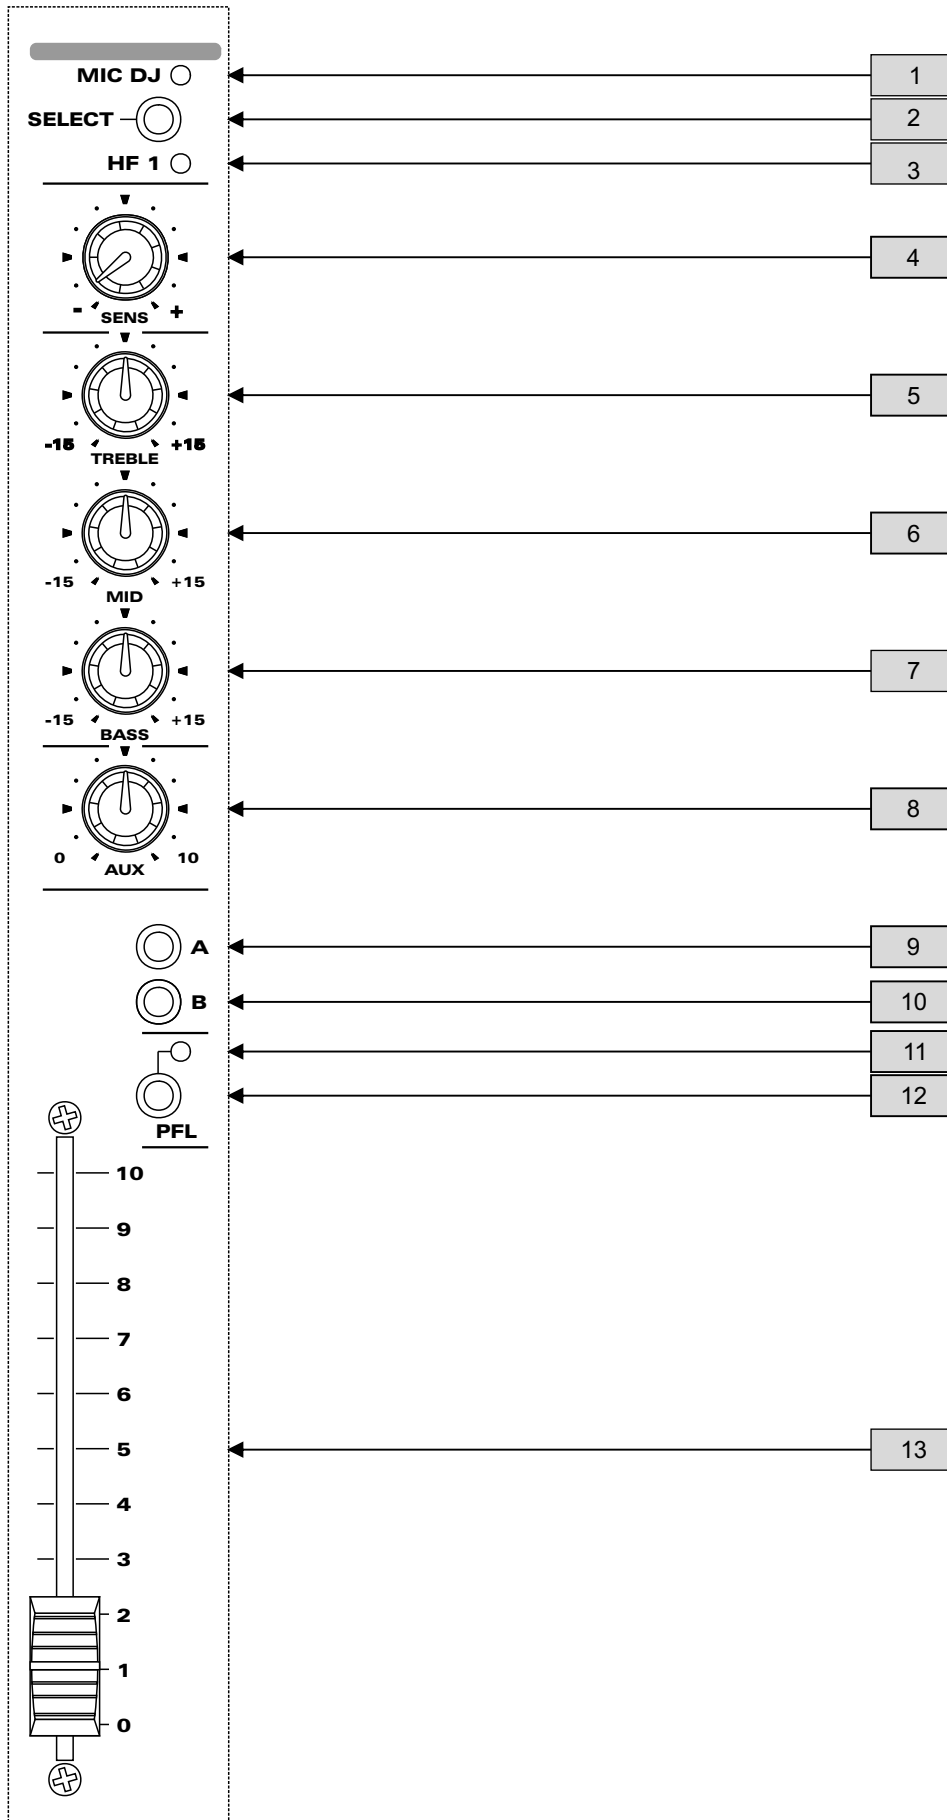 MIC DJ 1
SELECT 2
HF 1 3
4
- SENS +
5
-15 +15
TREBLE
6
-15 +15
MID
7
-15 +15
BASS
8
0 AUX 10
A 9
B 10
11
12
PFL
10
9
8
7
6
5 13
4
3
2
1
0